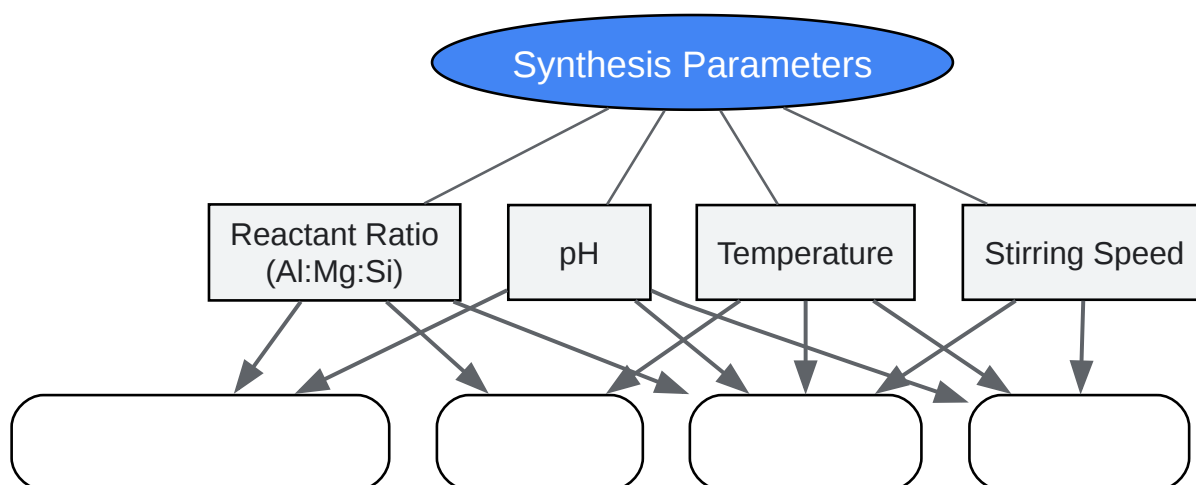 Synthesis Parameters
Reactant Ratio
(Al:Mg:Si)
pH
Temperature
Stirring Speed